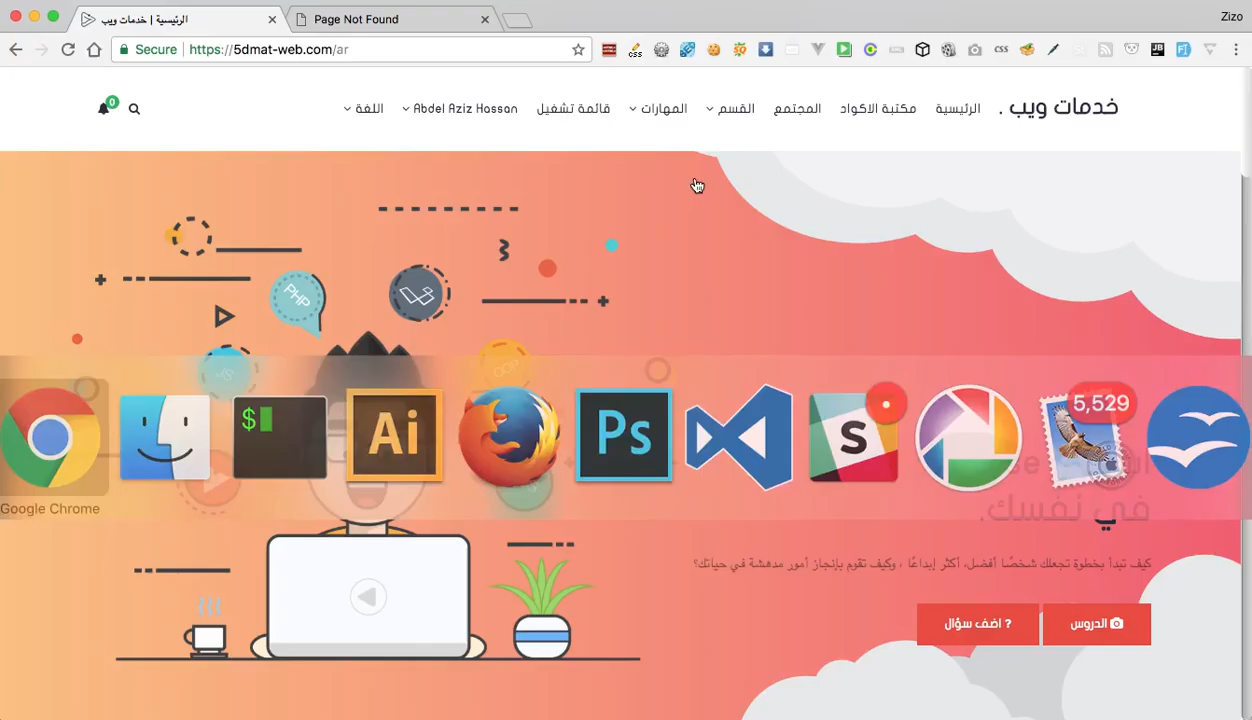 الرئيسية | خدمات ويب
Page Not Found
Zizo
Secure
https://5dmat-web.com/ar
خدمات ويب .
الرئيسية
مكتبة الاكواد
المجتمع
القسم
المهارات
قائمة تشغيل
Abdel Aziz Hassan
اللغة
0
PHP
JS
OOP
$
Ai
Ps
S
5,529
Google Chrome
في نفسك.
كيف تبدأ بخطوة تجعلك شخصًا أفضل، أكثر إبداعًا ، وكيف تقوم بإنجاز أمور مدهشة في حياتك؟
الدروس
? اضف سؤال